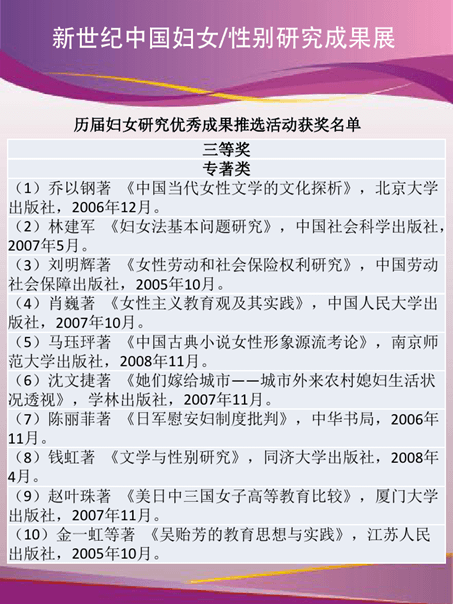 新世纪中国妇女/性别研究成果展
历届妇女研究优秀成果推选活动获奖名单
三等奖
专著类
（1）乔以钢著 《中国当代女性文学的文化探析》，北京大学
出版社，2006年12月。
（2）林建军 《妇女法基本问题研究》，中国社会科学出版社，
2007年5月。
（3）刘明辉著 《女性劳动和社会保险权利研究》，中国劳动
社会保障出版社，2005年10月。
（4）肖巍著 《女性主义教育观及其实践》，中国人民大学出
版社，2007年10月。
（5）马珏玶著 《中国古典小说女性形象源流考论》，南京师
范大学出版社，2008年11月。
（6）沈文捷著 《她们嫁给城市——城市外来农村媳妇生活状
况透视》，学林出版社，2007年11月。
（7）陈丽菲著 《日军慰安妇制度批判》，中华书局，2006年
11月。
（8）钱虹著 《文学与性别研究》，同济大学出版社，2008年
4月。
（9）赵叶珠著 《美日中三国女子高等教育比较》，厦门大学
出版社，2007年11月。
（10）金一虹等著 《吴贻芳的教育思想与实践》，江苏人民
出版社，2005年10月。